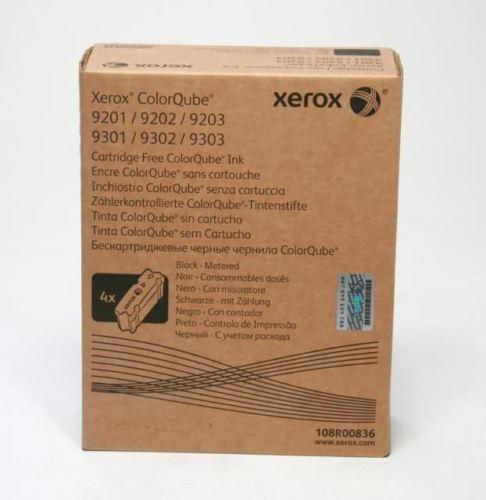 Xerox® ColorQube®
9201 / 9202 / 9203
9301 / 9302 / 9303
xerox
Cartridge Free ColorQube® Ink
Encre ColorQube® sans cartouche
Inchiostro ColorQube® senza cartuccia
Zählerkontrollierte ColorQube®-Tintenstifte
Tinta ColorQube® sin cartucho
Tinta ColorQube® sem Cartucho
Бескартриджевые черные чернила ColorQube®
4x
Black - Metered
Noir - Consommables dosés
Nero - Con misuratore
Schwarze - mit Zählung
Negro - Con contador
Preto - Controlo de Impressão
Черный - С учетом расхода
108R00836
www.xerox.com